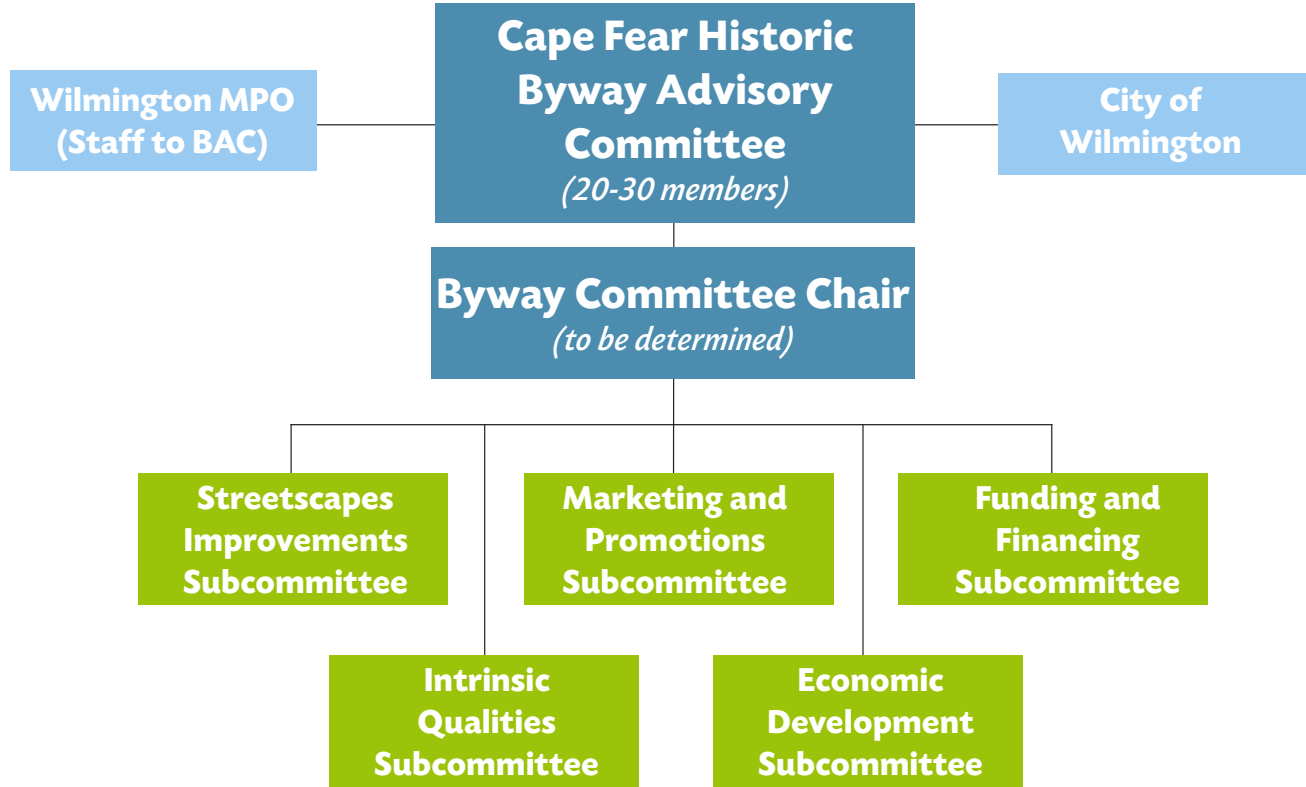 Cape Fear Historic
Byway Advisory
Committee
(20-30 members)
Wilmington MPO
(Staff to BAC)
City of
Wilmington
Byway Committee Chair
(to be determined)
Streetscapes
Improvements
Subcommittee
Marketing and
Promotions
Subcommittee
Funding and
Financing
Subcommittee
Intrinsic
Qualities
Subcommittee
Economic
Development
Subcommittee